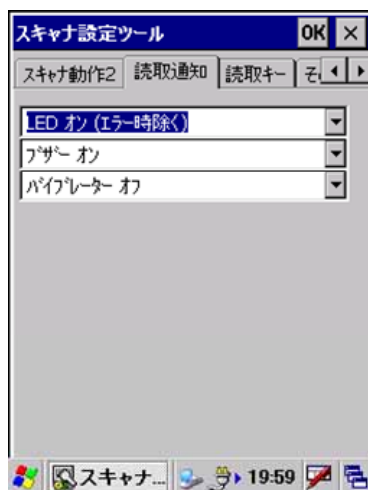 スキャナ設定ツール OK ×
スキャナ動作2 読取通知 読取キー そ
LED オン (エラー時除く)
ブザー オン
バイブレーター オフ
スキャナ... 19:59